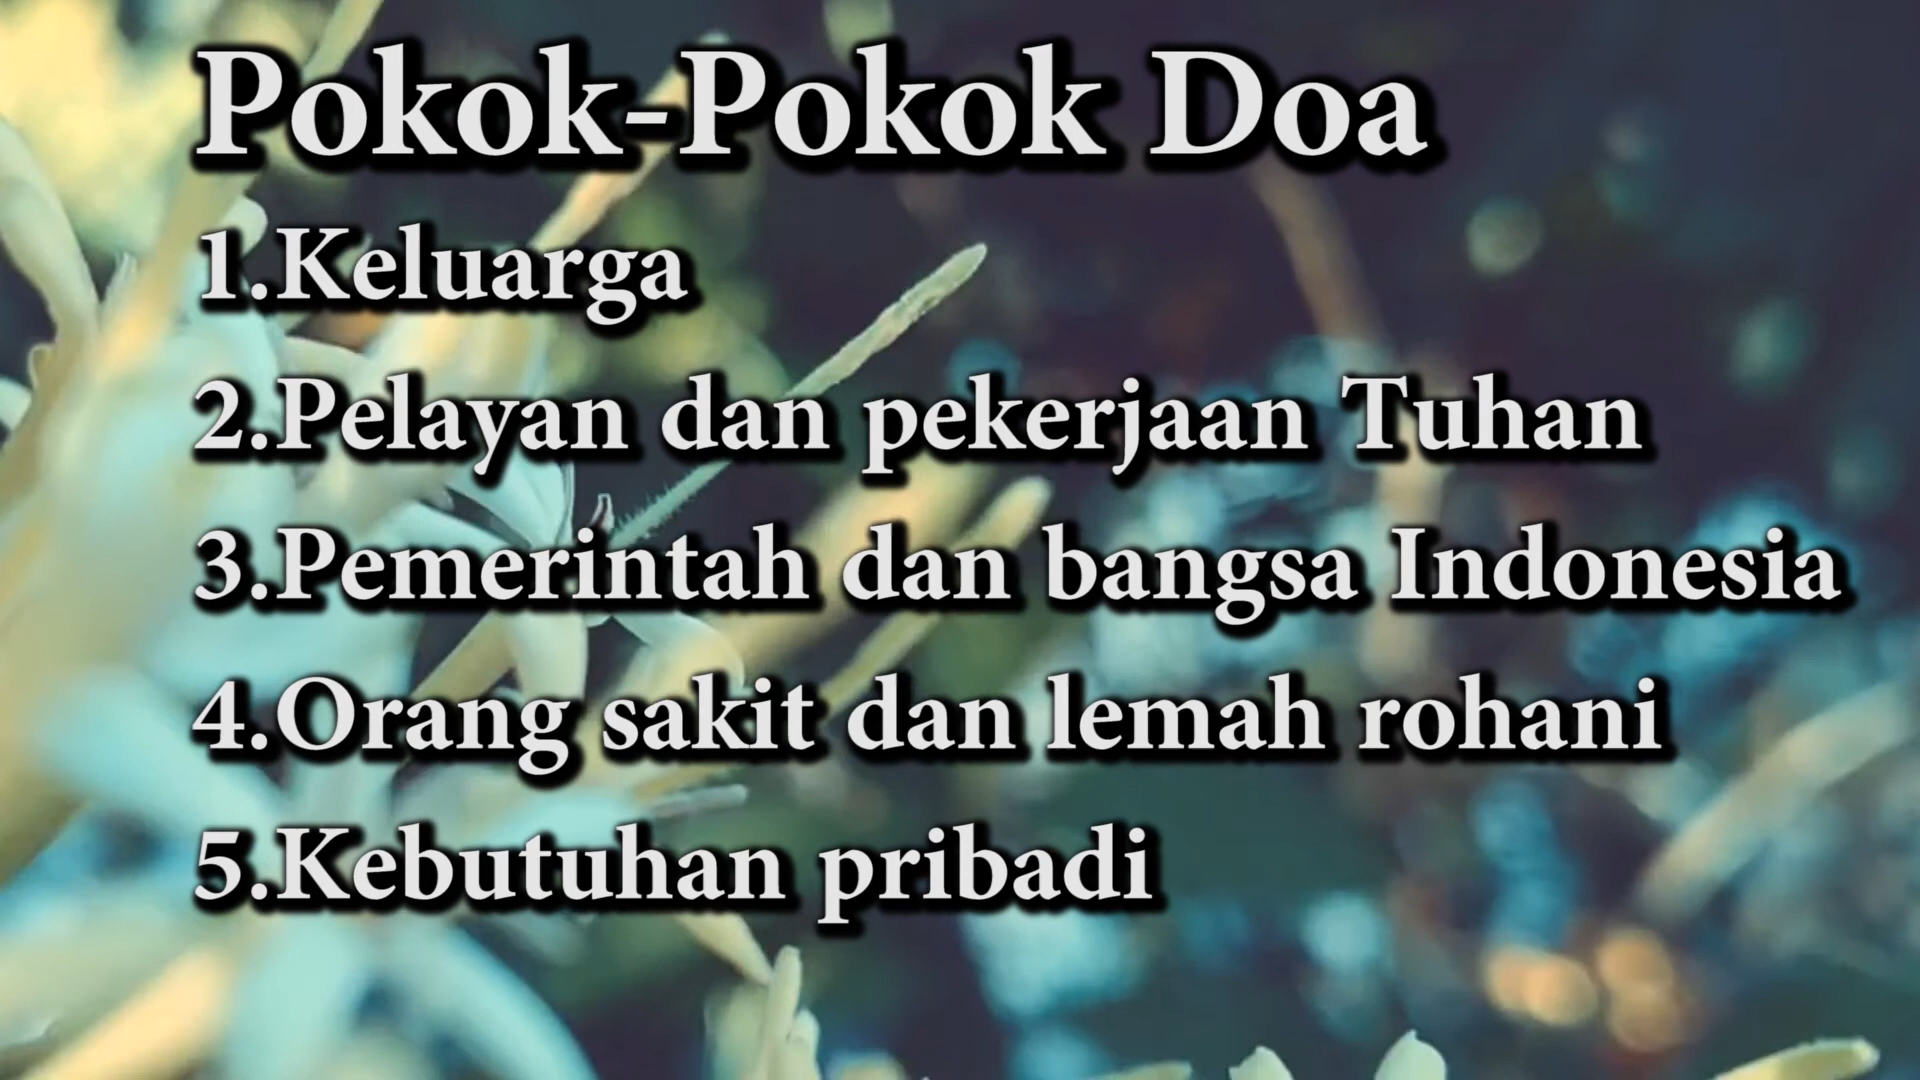 Pokok-Pokok Doa
1.Keluarga
2.Pelayan dan pekerjaan Tuhan
3.Pemerintah dan bangsa Indonesia
4.Orang sakit dan lemah rohani
5.Kebutuhan pribadi